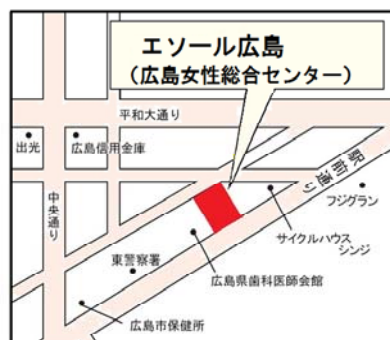 エソール広島
（広島女性総合センター）
平和大通り
出光
広島信用金庫
中央通り
駅前通り
フジグラン
サイクルハウス
シンジ
広島県歯科医師会館
東警察署
広島市保健所